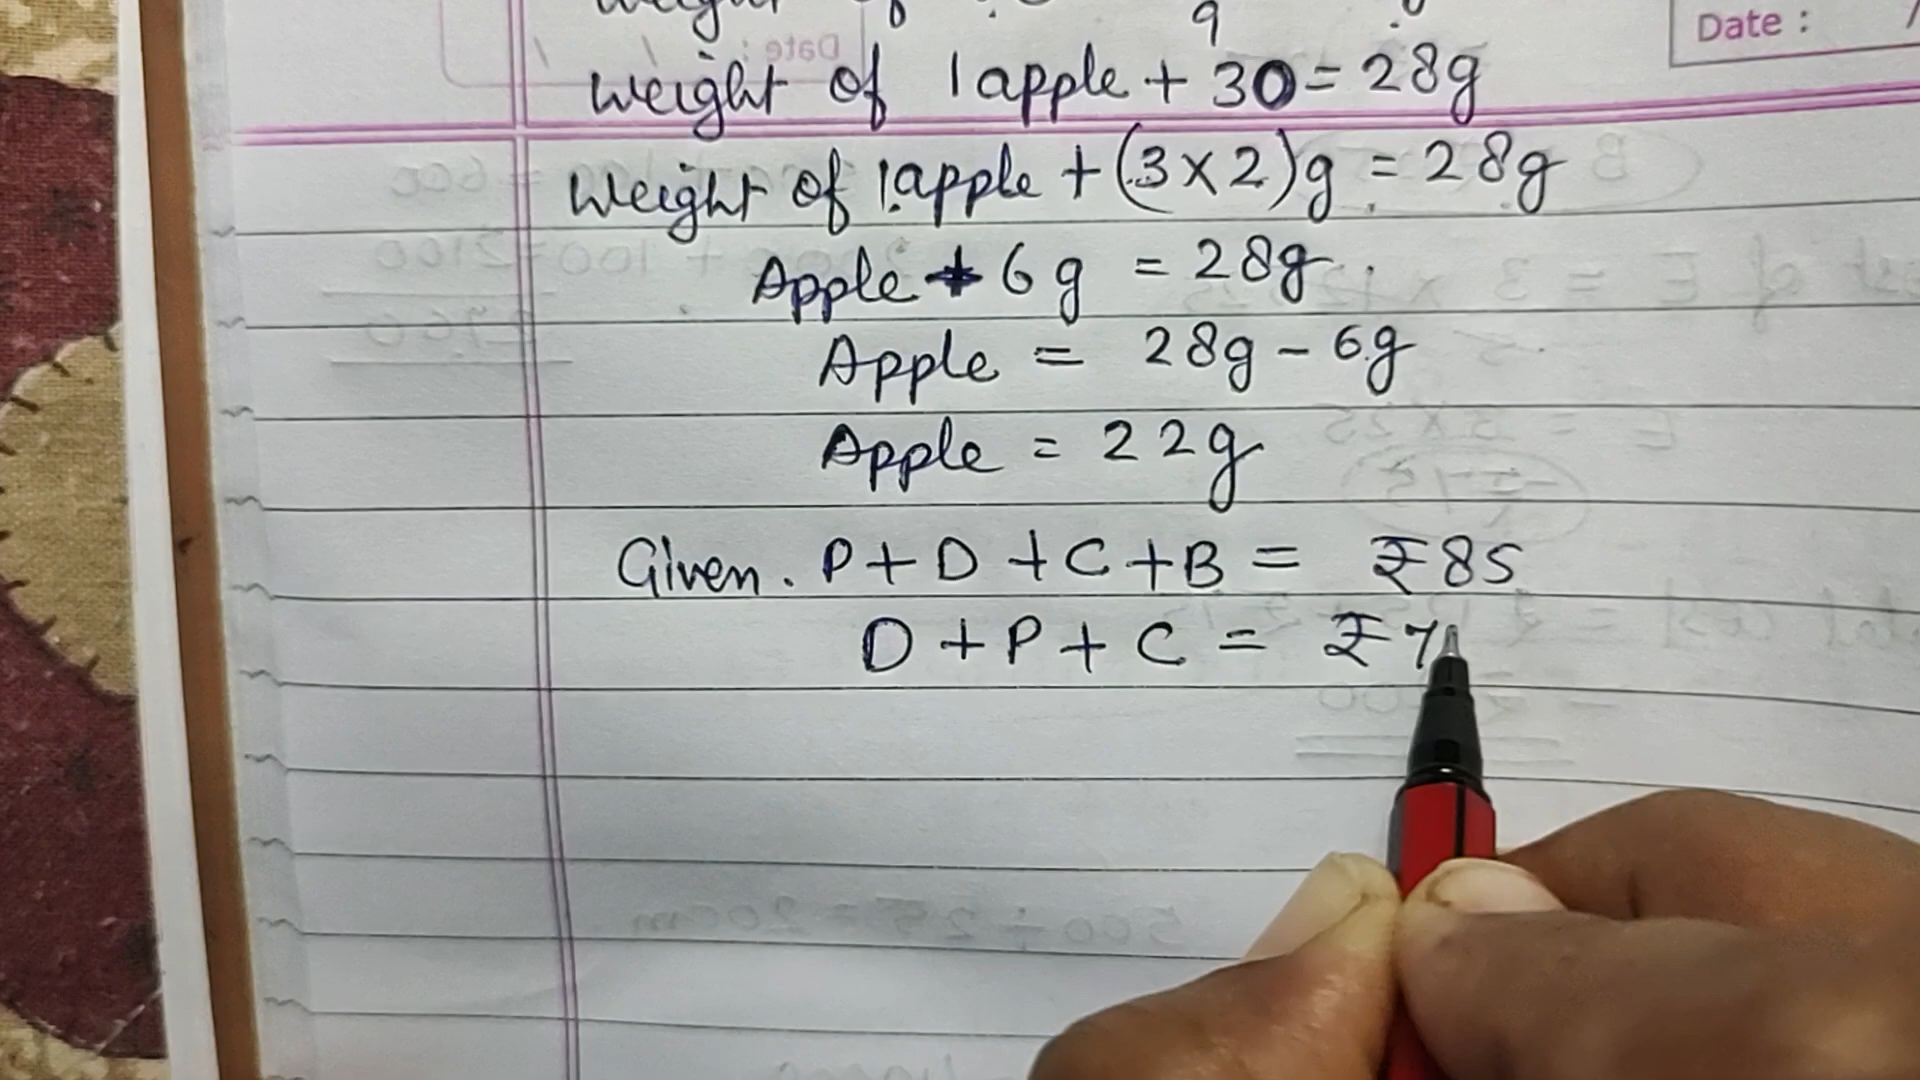 Date :
weight of 1 apple + 30 = 28g
Weight of 1 apple + (3 x 2)g = 28g
Apple + 6g = 28g
Apple = 28g - 6g
Apple = 22g
Given. P + D + C + B = ₹85
D + P + C = ₹7